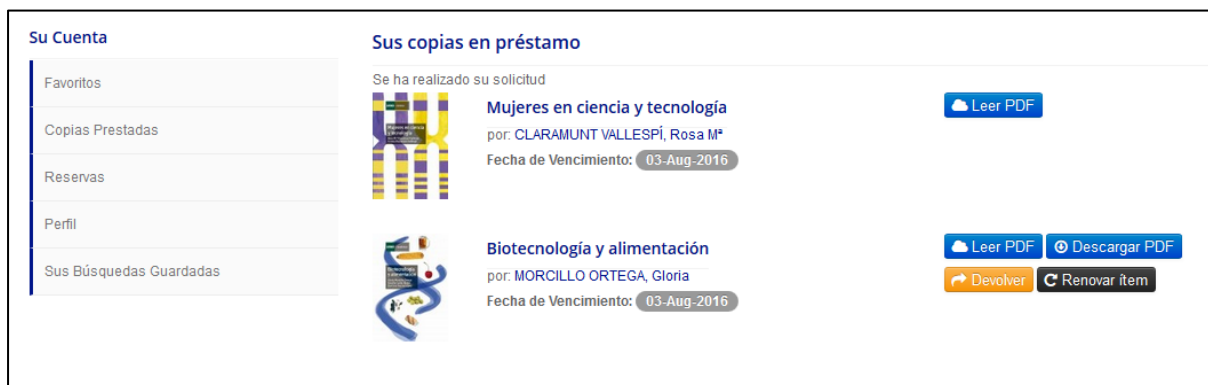 Su Cuenta
Favoritos
Copias Prestadas
Reservas
Perfil
Sus Búsquedas Guardadas
Sus copias en préstamo
Se ha realizado su solicitud
Mujeres en ciencia y tecnología
por: CLARAMUNT VALLESPÍ, Rosa Mª
Fecha de Vencimiento: 03-Aug-2016
Leer PDF
Biotecnología y alimentación
por: MORCILLO ORTEGA, Gloria
Fecha de Vencimiento: 03-Aug-2016
Leer PDF Descargar PDF
Devolver Renovar ítem